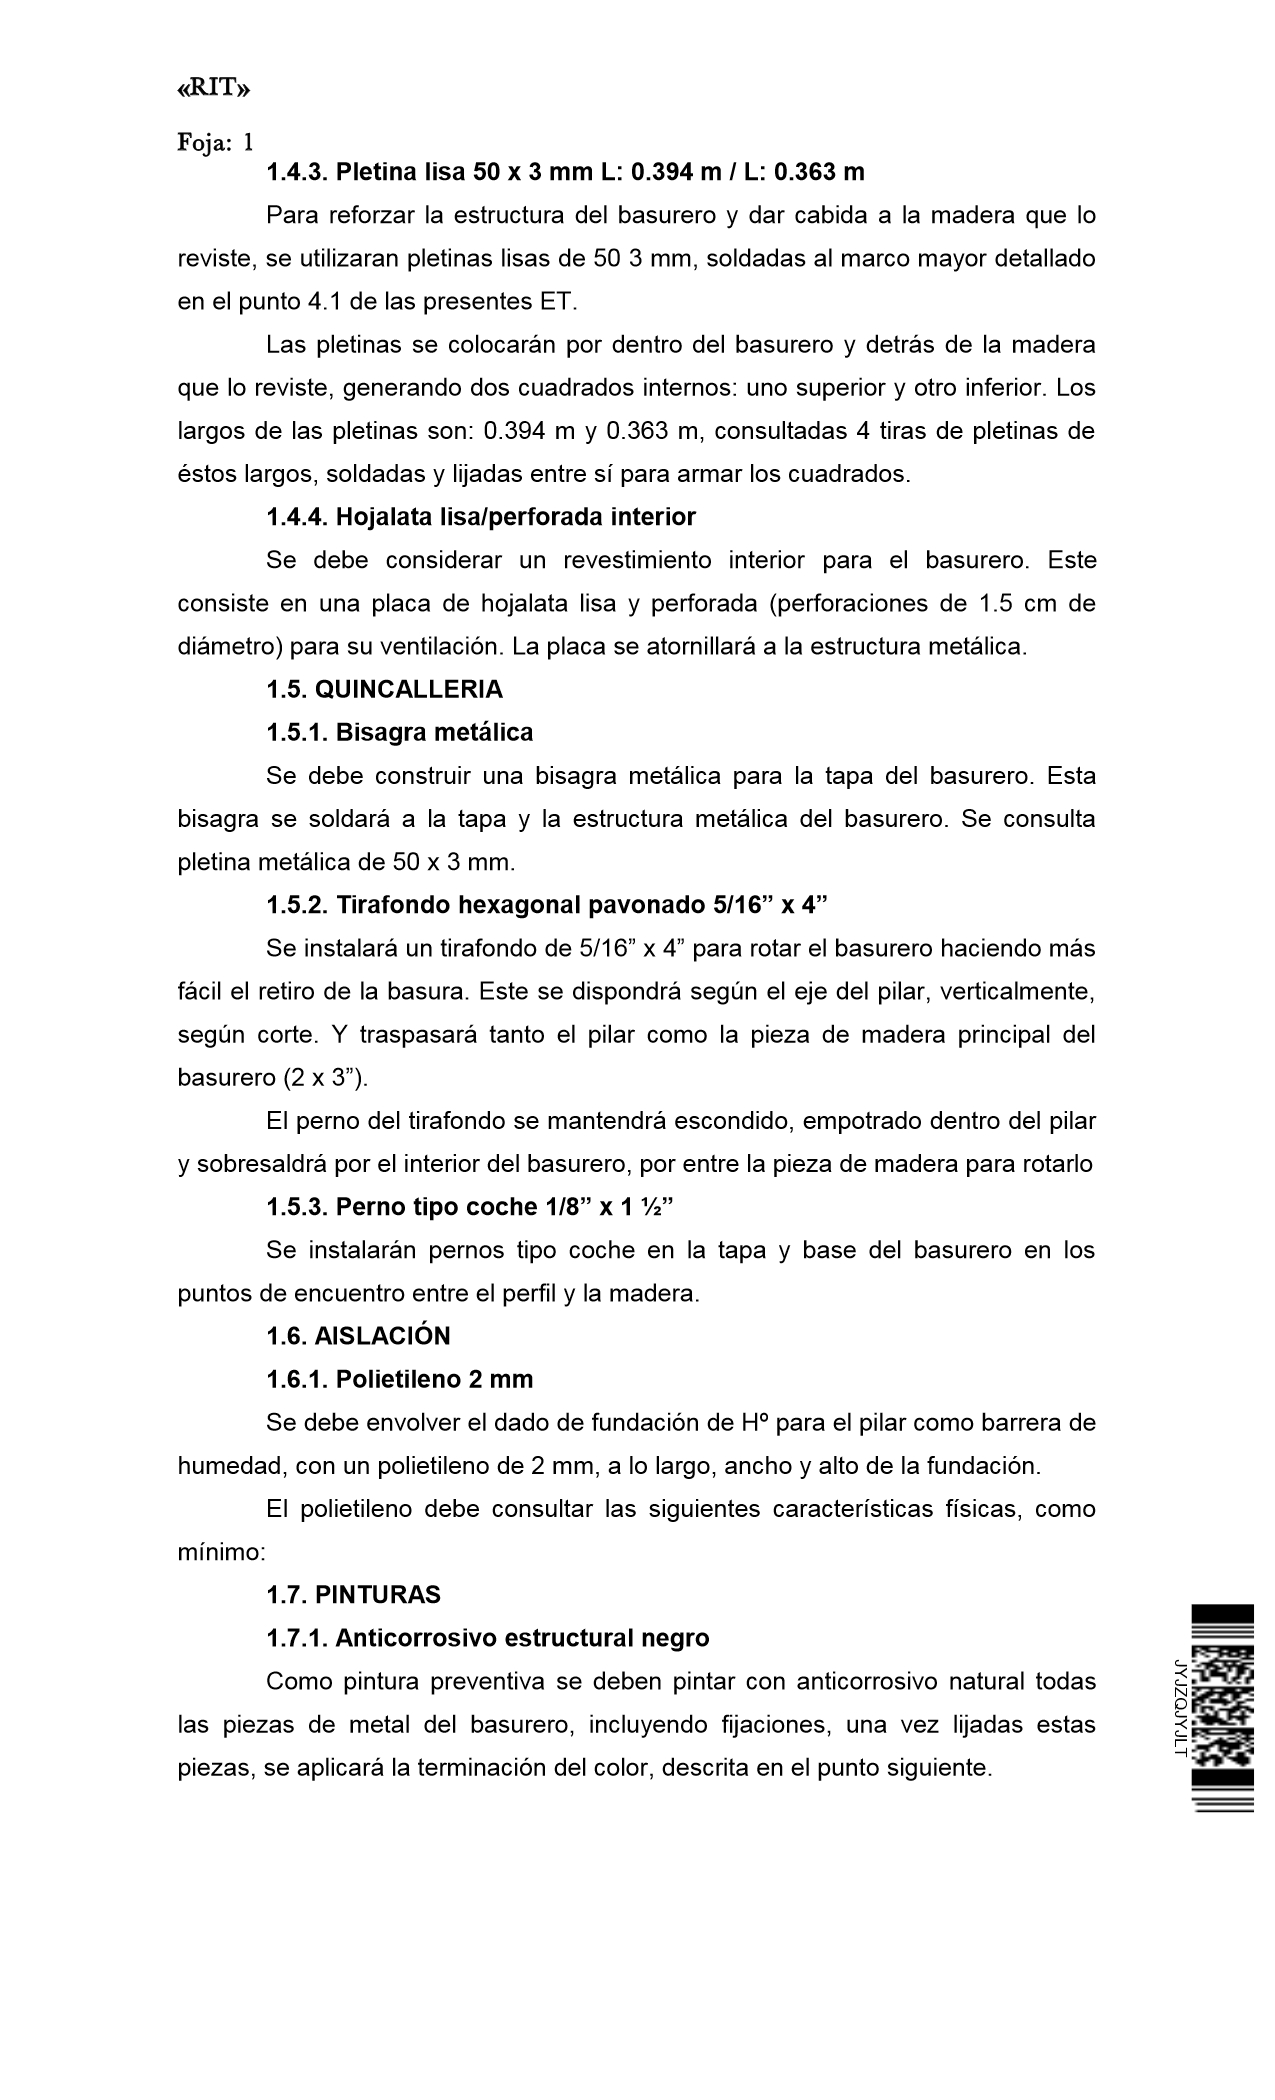 «RIT»
Foja: 1
1.4.3. Pletina lisa 50 x 3 mm L: 0.394 m / L: 0.363 m
Para reforzar la estructura del basurero y dar cabida a la madera que lo
reviste, se utilizaran pletinas lisas de 50 3 mm, soldadas al marco mayor detallado
en el punto 4.1 de las presentes ET.
Las pletinas se colocarán por dentro del basurero y detrás de la madera
que lo reviste, generando dos cuadrados internos: uno superior y otro inferior. Los
largos de las pletinas son: 0.394 m y 0.363 m, consultadas 4 tiras de pletinas de
éstos largos, soldadas y lijadas entre sí para armar los cuadrados.
1.4.4. Hojalata lisa/perforada interior
Se debe considerar un revestimiento interior para el basurero. Este
consiste en una placa de hojalata lisa y perforada (perforaciones de 1.5 cm de
diámetro) para su ventilación. La placa se atornillará a la estructura metálica.
1.5. QUINCALLERIA
1.5.1. Bisagra metálica
Se debe construir una bisagra metálica para la tapa del basurero. Esta
bisagra se soldará a la tapa y la estructura metálica del basurero. Se consulta
pletina metálica de 50 x 3 mm.
1.5.2. Tirafondo hexagonal pavonado 5/16” x 4”
Se instalará un tirafondo de 5/16” x 4” para rotar el basurero haciendo más
fácil el retiro de la basura. Este se dispondrá según el eje del pilar, verticalmente,
según corte. Y traspasará tanto el pilar como la pieza de madera principal del
basurero (2 x 3”).
El perno del tirafondo se mantendrá escondido, empotrado dentro del pilar
y sobresaldrá por el interior del basurero, por entre la pieza de madera para rotarlo
1.5.3. Perno tipo coche 1/8” x 1 ½”
Se instalarán pernos tipo coche en la tapa y base del basurero en los
puntos de encuentro entre el perfil y la madera.
1.6. AISLACIÓN
1.6.1. Polietileno 2 mm
Se debe envolver el dado de fundación de Hº para el pilar como barrera de
humedad, con un polietileno de 2 mm, a lo largo, ancho y alto de la fundación.
El polietileno debe consultar las siguientes características físicas, como
mínimo:
1.7. PINTURAS
1.7.1. Anticorrosivo estructural negro
Como pintura preventiva se deben pintar con anticorrosivo natural todas
las piezas de metal del basurero, incluyendo fijaciones, una vez lijadas estas
piezas, se aplicará la terminación del color, descrita en el punto siguiente.
JYJZQJYJLT